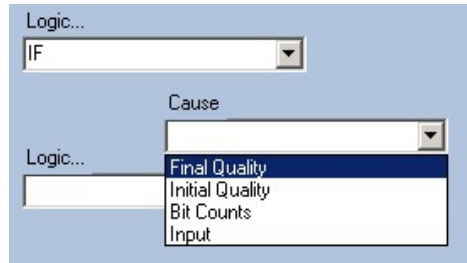 Logic...
IF
Cause
Logic...
Final Quality
Initial Quality
Bit Counts
Input